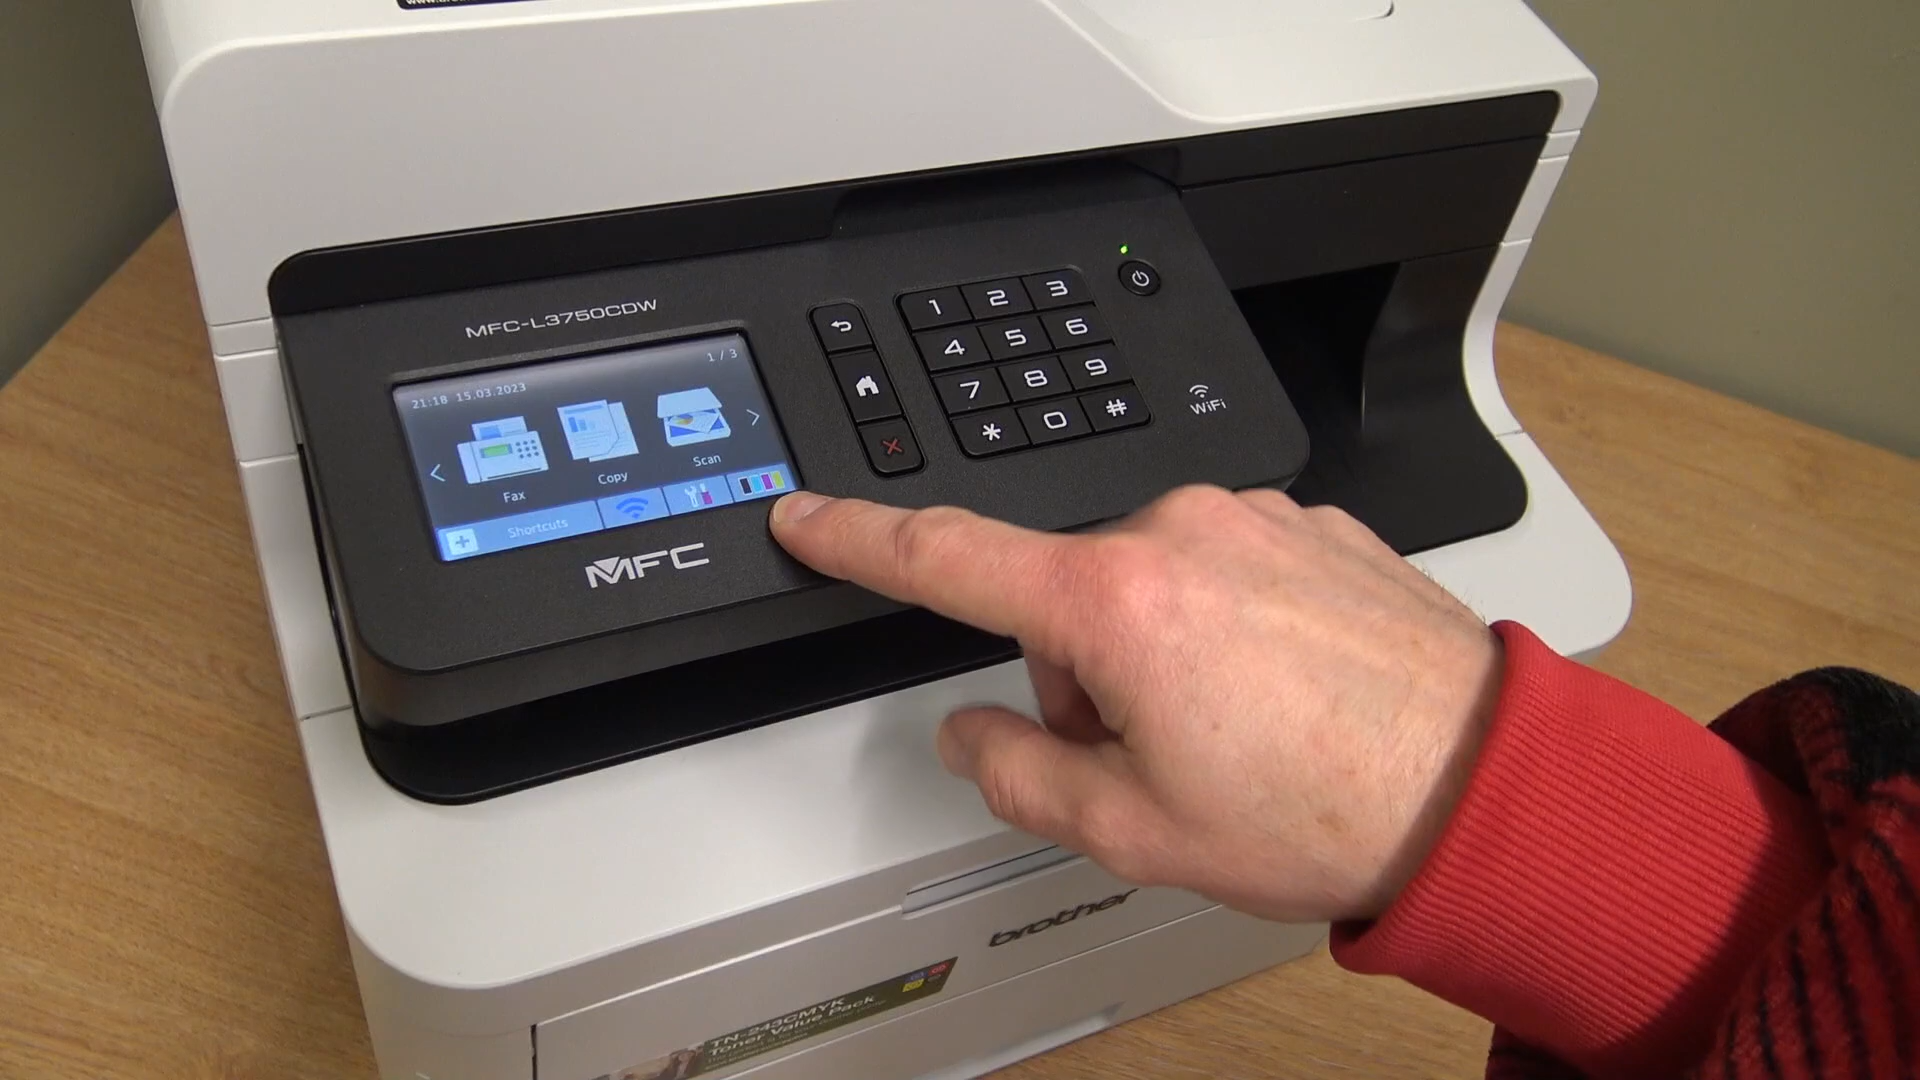 MFC-L3750CDW
1 / 3
21:18 15.03.2023
Fax
Copy
Scan
Shortcuts
MFC
1 2 3
4 5 6
7 8 9
* 0 #
WiFi
brother
TN-243CMYK
Toner Value Pack